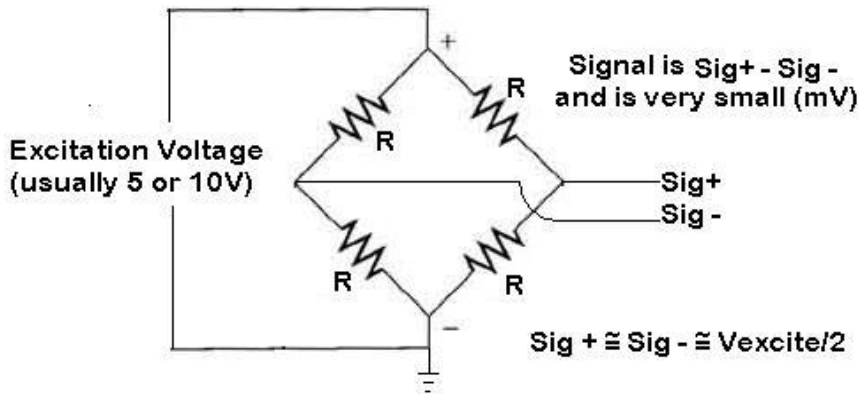 +
Signal is Sig+ - Sig -
and is very small (mV)
R
R
Excitation Voltage
(usually 5 or 10V)
Sig+
Sig -
R
R
−
Sig + ≅ Sig - ≅ Vexcite/2